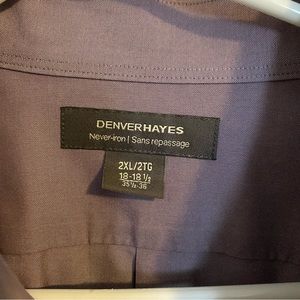 DENVERHAYES
Never-iron | Sans repassage
2XL/2TG
18-18 1/2
35 1/2-36